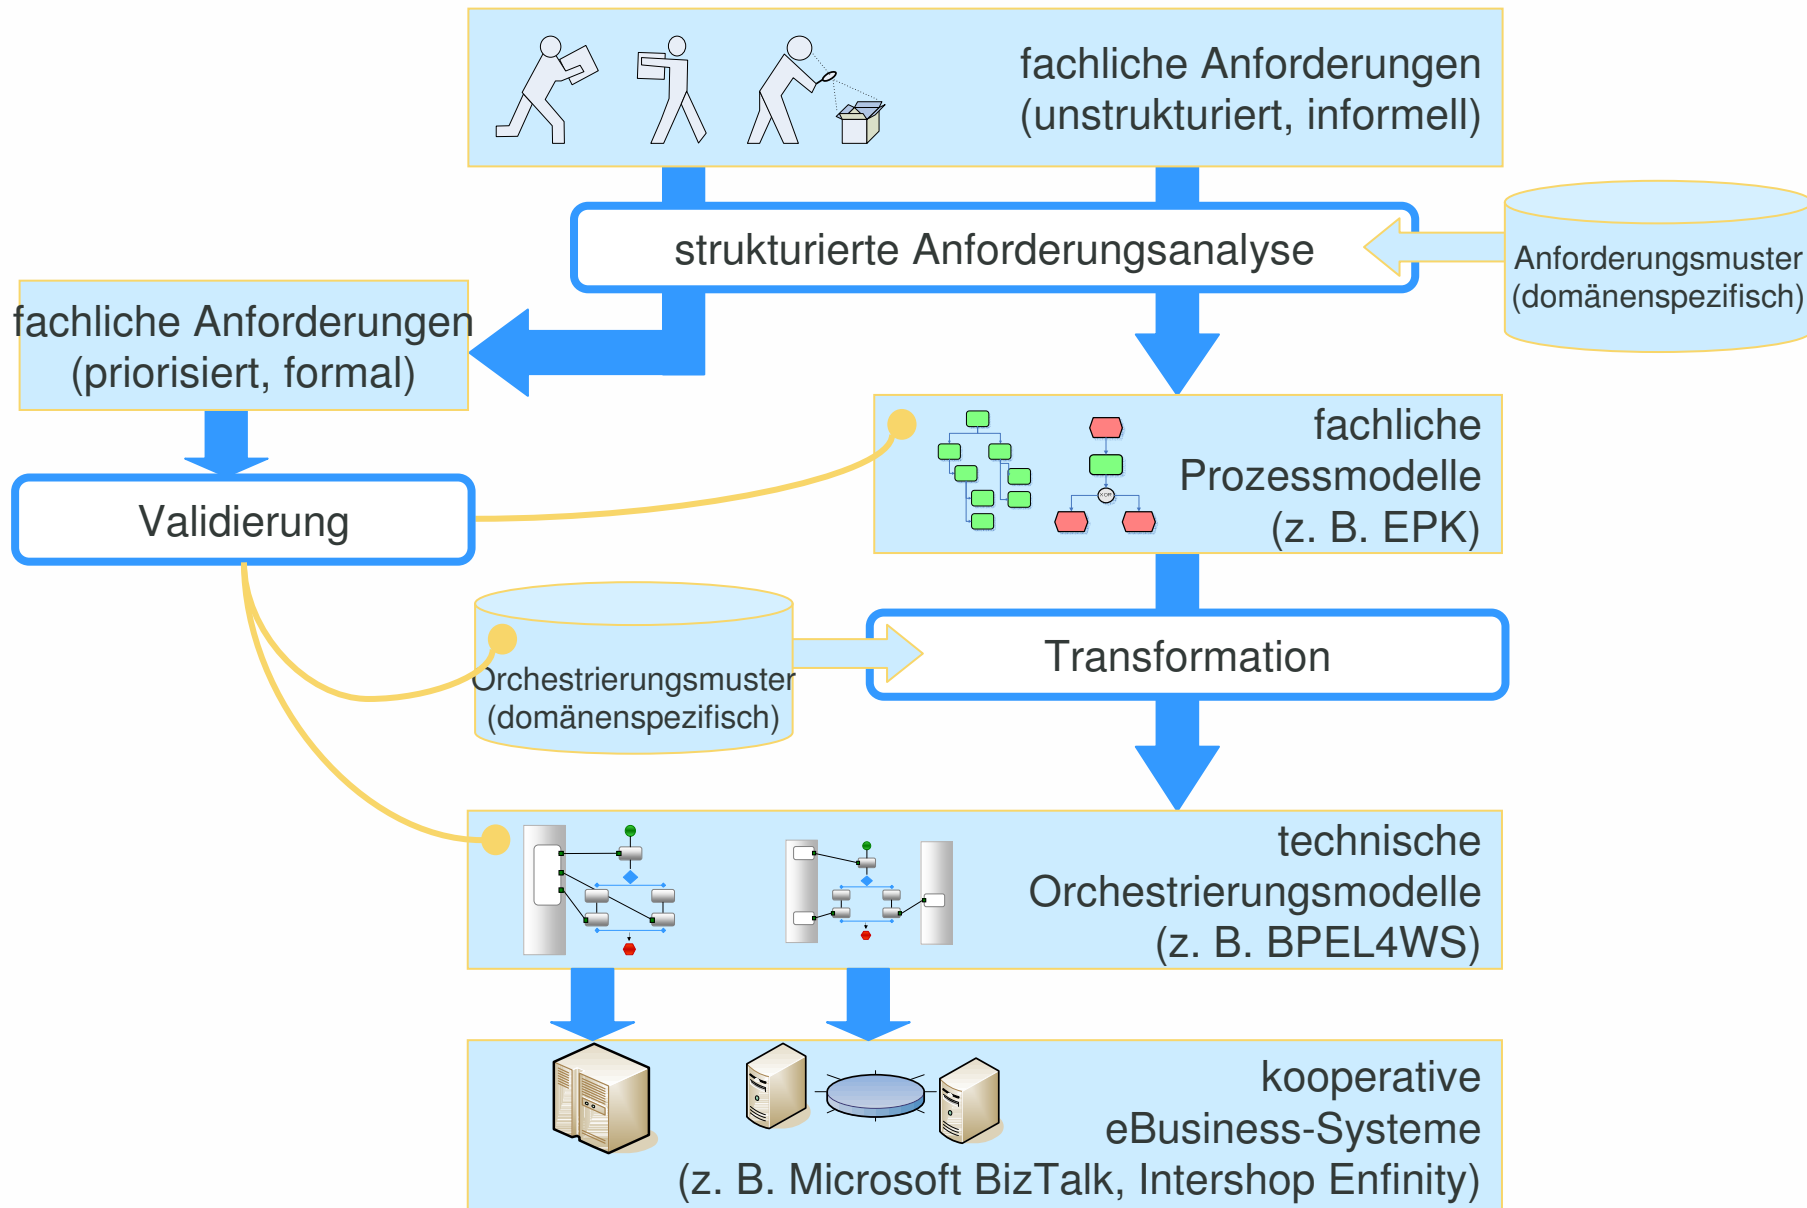 fachliche Anforderungen
(unstrukturiert, informell)
strukturierte Anforderungsanalyse
Anforderungsmuster
(domänenspezifisch)
fachliche Anforderungen
(priorisiert, formal)
fachliche
Prozessmodelle
(z. B. EPK)
XOR
Validierung
Orchestrierungsmuster
(domänenspezifisch)
Transformation
technische
Orchestrierungsmodelle
(z. B. BPEL4WS)
kooperative
eBusiness-Systeme
(z. B. Microsoft BizTalk, Intershop Enfinity)